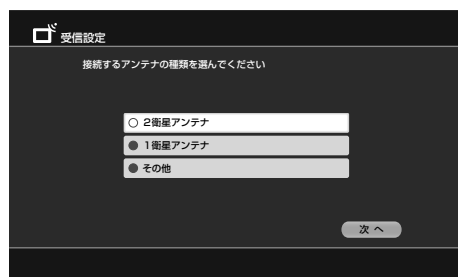 受信設定
接続するアンテナの種類を選んでください
2衛星アンテナ
1衛星アンテナ
その他
次へ